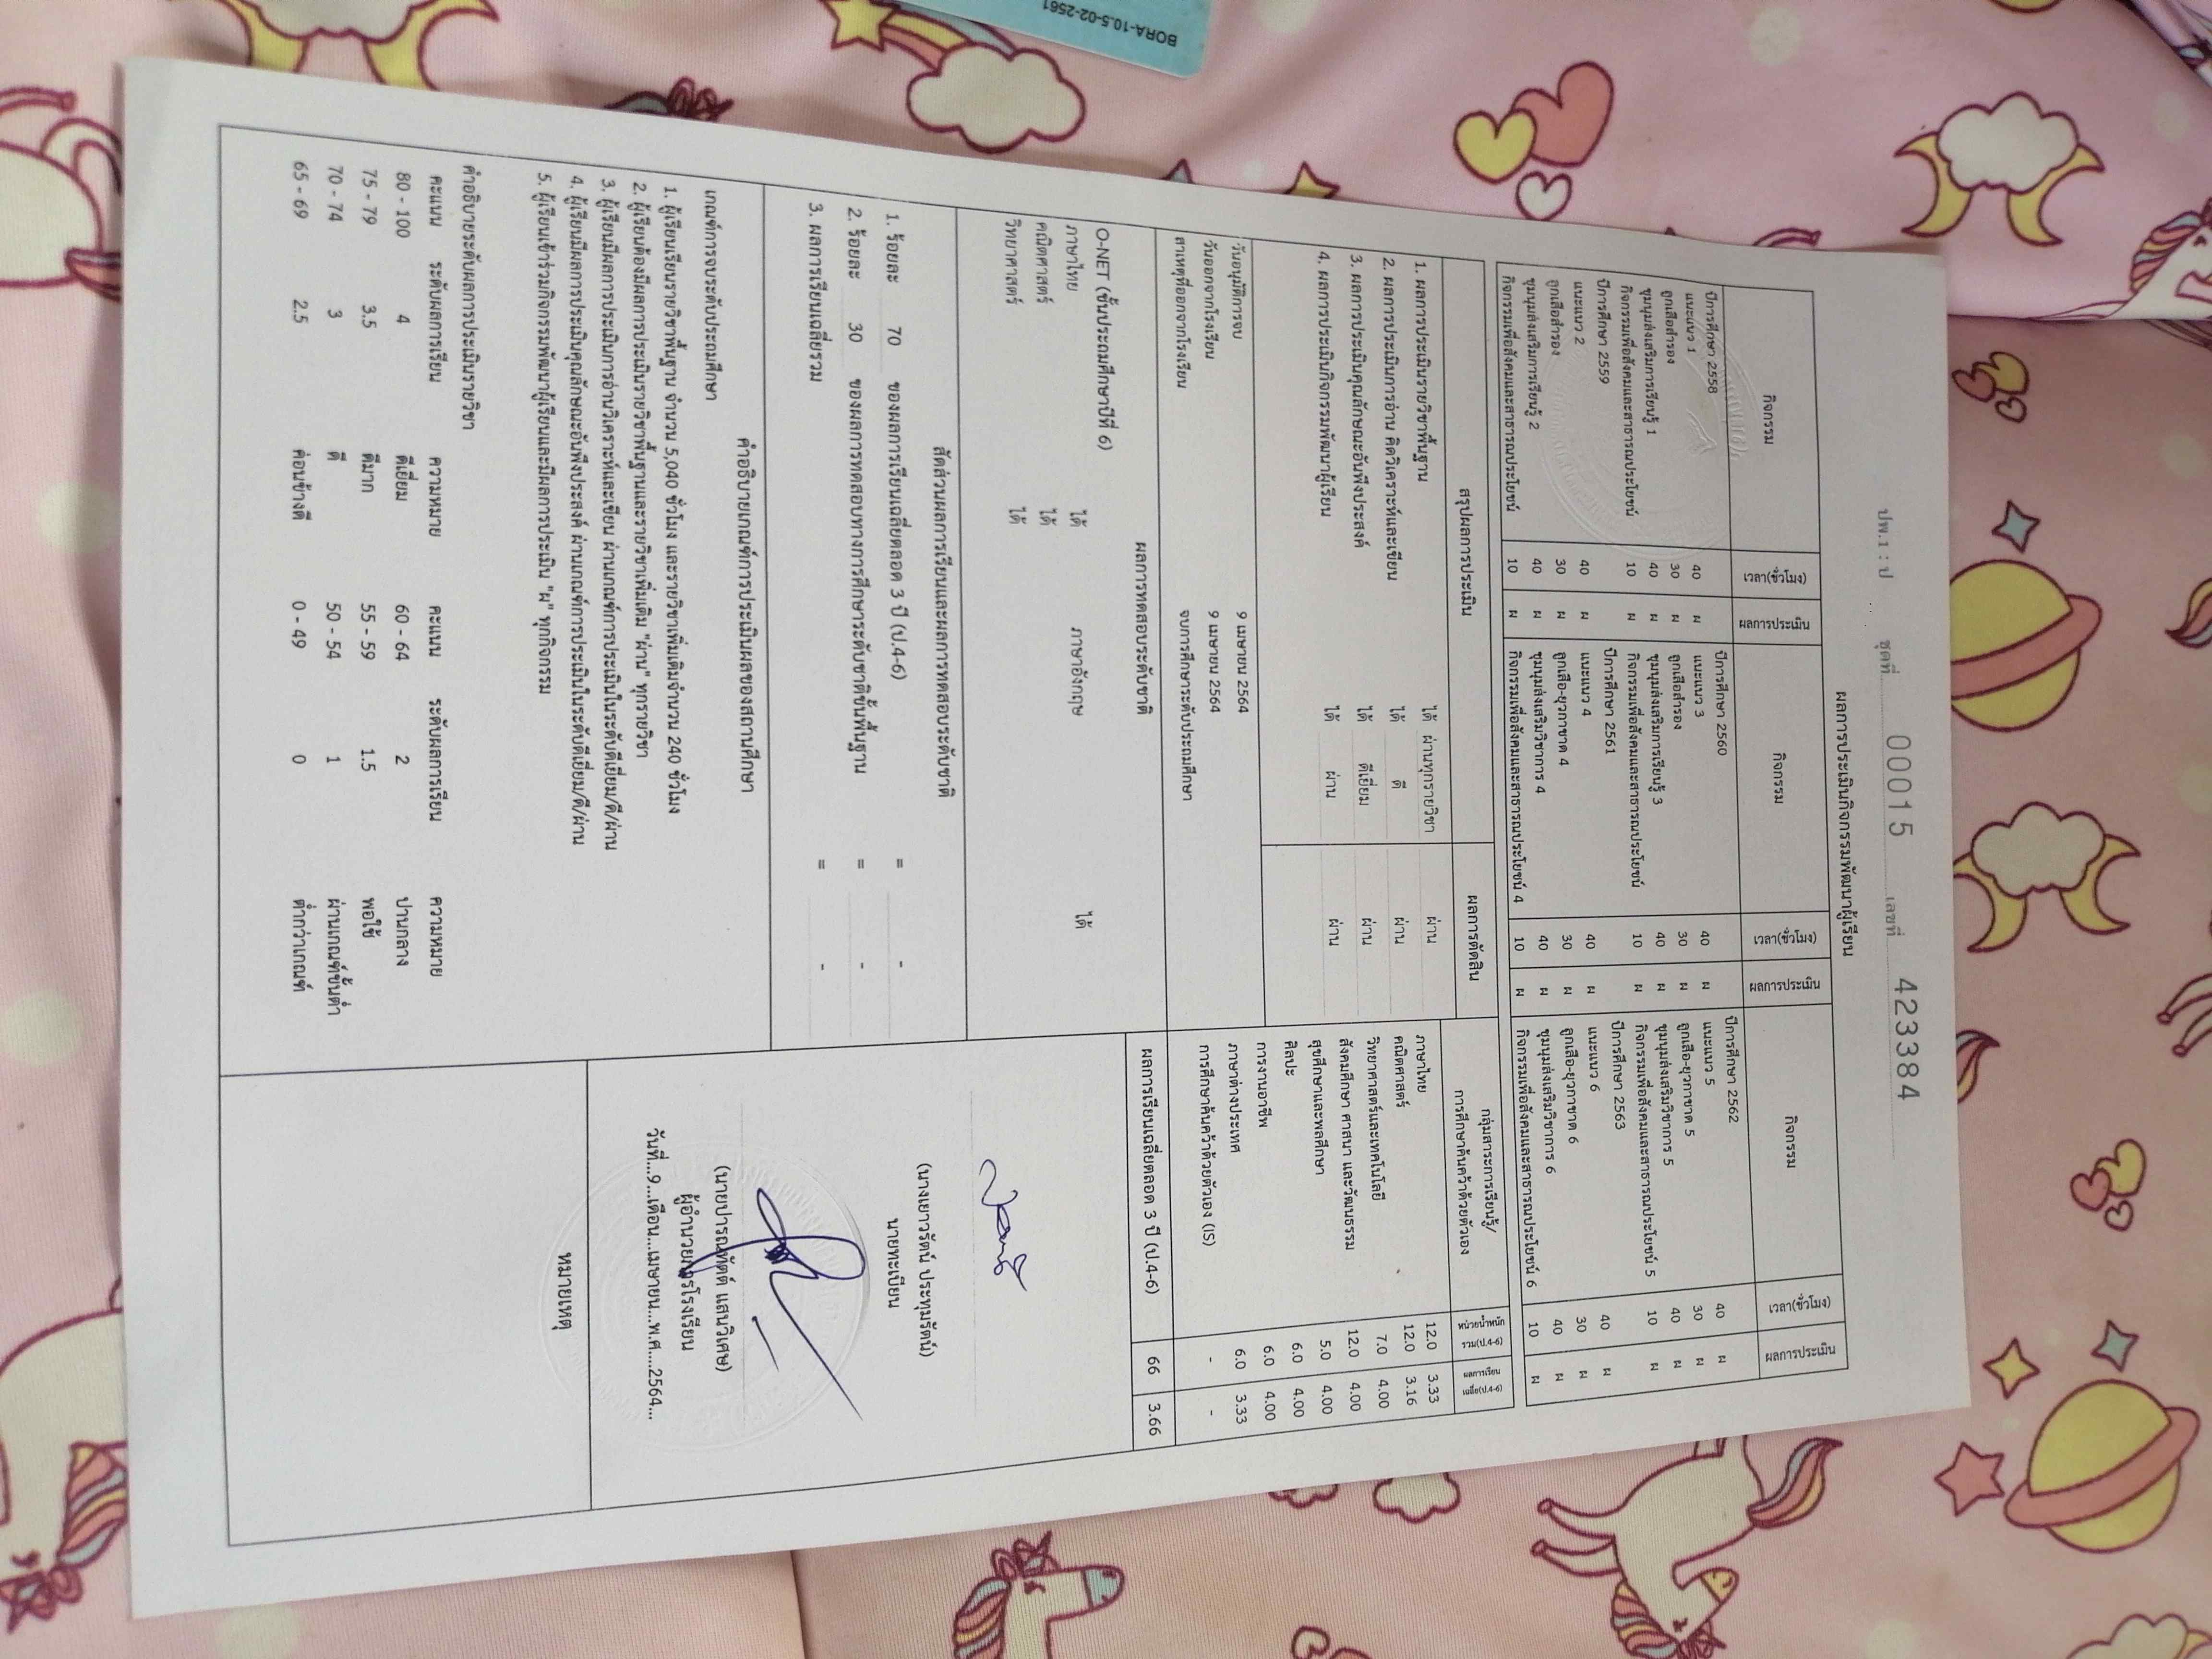 BORA-10.5-02-2561
ปพ.1 : ป ชุดที่ 00015 เลขที่ 423384
ผลการประเมินกิจกรรมพัฒนาผู้เรียน
กิจกรรม เวลา(ชั่วโมง) ผลการประเมิน กิจกรรม เวลา(ชั่วโมง) ผลการประเมิน กิจกรรม เวลา(ชั่วโมง) ผลการประเมิน
ปีการศึกษา 2558 ปีการศึกษา 2560 ปีการศึกษา 2562
แนะแนว 1 40 ผ แนะแนว 3 40 ผ แนะแนว 5 40 ผ
ลูกเสือสำรอง 30 ผ ลูกเสือสำรอง 30 ผ ลูกเสือ-ยุวกาชาด 5 30 ผ
ชุมนุมส่งเสริมการเรียนรู้ 1 40 ผ ชุมนุมส่งเสริมการเรียนรู้ 3 40 ผ ชุมนุมส่งเสริมวิชาการ 5 40 ผ
กิจกรรมเพื่อสังคมและสาธารณประโยชน์ 10 ผ กิจกรรมเพื่อสังคมและสาธารณประโยชน์ 10 ผ กิจกรรมเพื่อสังคมและสาธารณประโยชน์ 5 10 ผ
ปีการศึกษา 2559 ปีการศึกษา 2561 ปีการศึกษา 2563
แนะแนว 2 40 ผ แนะแนว 4 40 ผ แนะแนว 6 40 ผ
ลูกเสือสำรอง 30 ผ ลูกเสือ-ยุวกาชาด 4 30 ผ ลูกเสือ-ยุวกาชาด 6 30 ผ
ชุมนุมส่งเสริมการเรียนรู้ 2 40 ผ ชุมนุมส่งเสริมวิชาการ 4 40 ผ ชุมนุมส่งเสริมวิชาการ 6 40 ผ
กิจกรรมเพื่อสังคมและสาธารณประโยชน์ 10 ผ กิจกรรมเพื่อสังคมและสาธารณประโยชน์ 4 10 ผ กิจกรรมเพื่อสังคมและสาธารณประโยชน์ 6 10 ผ
สรุปผลการประเมิน ผลการตัดสิน
1. ผลการประเมินรายวิชาพื้นฐาน ได้ ผ่านทุกรายวิชา ผ่าน
2. ผลการประเมินการอ่าน คิดวิเคราะห์และเขียน ได้ ดี ผ่าน
3. ผลการประเมินคุณลักษณะอันพึงประสงค์ ได้ ดีเยี่ยม ผ่าน
4. ผลการประเมินกิจกรรมพัฒนาผู้เรียน ได้ ผ่าน ผ่าน
วันอนุมัติการจบ 9 เมษายน 2564
วันออกจากโรงเรียน 9 เมษายน 2564
สาเหตุที่ออกจากโรงเรียน จบการศึกษาระดับประถมศึกษา
ผลการทดสอบระดับชาติ
O-NET (ชั้นประถมศึกษาปีที่ 6)
ภาษาไทย ได้ ภาษาอังกฤษ ได้
คณิตศาสตร์ ได้
วิทยาศาสตร์ ได้
สัดส่วนผลการเรียนและผลการทดสอบระดับชาติ
1. ร้อยละ 70 ของผลการเรียนเฉลี่ยตลอด 3 ปี (ป.4-6) = -
2. ร้อยละ 30 ของผลการทดสอบทางการศึกษาระดับชาติขั้นพื้นฐาน = -
3. ผลการเรียนเฉลี่ยรวม = -
คำอธิบายเกณฑ์การประเมินผลของสถานศึกษา
เกณฑ์การจบระดับประถมศึกษา
1. ผู้เรียนเรียนรายวิชาพื้นฐาน จำนวน 5,040 ชั่วโมง และรายวิชาเพิ่มเติมจำนวน 240 ชั่วโมง
2. ผู้เรียนต้องมีผลการประเมินรายวิชาพื้นฐานและรายวิชาเพิ่มเติม "ผ่าน" ทุกรายวิชา
3. ผู้เรียนมีผลการประเมินการอ่านวิเคราะห์และเขียน ผ่านเกณฑ์การประเมินในระดับดีเยี่ยม/ดี/ผ่าน
4. ผู้เรียนมีผลการประเมินคุณลักษณะอันพึงประสงค์ ผ่านเกณฑ์การประเมินในระดับดีเยี่ยม/ดี/ผ่าน
5. ผู้เรียนเข้าร่วมกิจกรรมพัฒนาผู้เรียนและมีผลการประเมิน "ผ" ทุกกิจกรรม
คำอธิบายระดับผลการประเมินรายวิชา
คะแนน ระดับผลการเรียน ความหมาย คะแนน ระดับผลการเรียน ความหมาย
80 - 100 4 ดีเยี่ยม 60 - 64 2 ปานกลาง
75 - 79 3.5 ดีมาก 55 - 59 1.5 พอใช้
70 - 74 3 ดี 50 - 54 1 ผ่านเกณฑ์ขั้นต่ำ
65 - 69 2.5 ค่อนข้างดี 0 - 49 0 ต่ำกว่าเกณฑ์
กลุ่มสาระการเรียนรู้/ หน่วยน้ำหนัก ผลการเรียน
การศึกษาค้นคว้าด้วยตัวเอง รวม(ป.4-6) เฉลี่ย(ป.4-6)
ภาษาไทย 12.0 3.33
คณิตศาสตร์ 12.0 3.16
วิทยาศาสตร์และเทคโนโลยี 7.0 4.00
สังคมศึกษา ศาสนา และวัฒนธรรม 12.0 4.00
สุขศึกษาและพลศึกษา 5.0 4.00
ศิลปะ 6.0 4.00
การงานอาชีพ 6.0 4.00
ภาษาต่างประเทศ 6.0 3.33
การศึกษาค้นคว้าด้วยตัวเอง (IS) - -
ผลการเรียนเฉลี่ยตลอด 3 ปี (ป.4-6) 66 3.66
(นางเยาวรัตน์ ประทุมรัตน์)
นายทะเบียน
(นายปารณทัตต์ แสนวิเศษ)
ผู้อำนวยการโรงเรียน
วันที่...9...เดือน...เมษายน...พ.ศ....2564...
หมายเหตุ